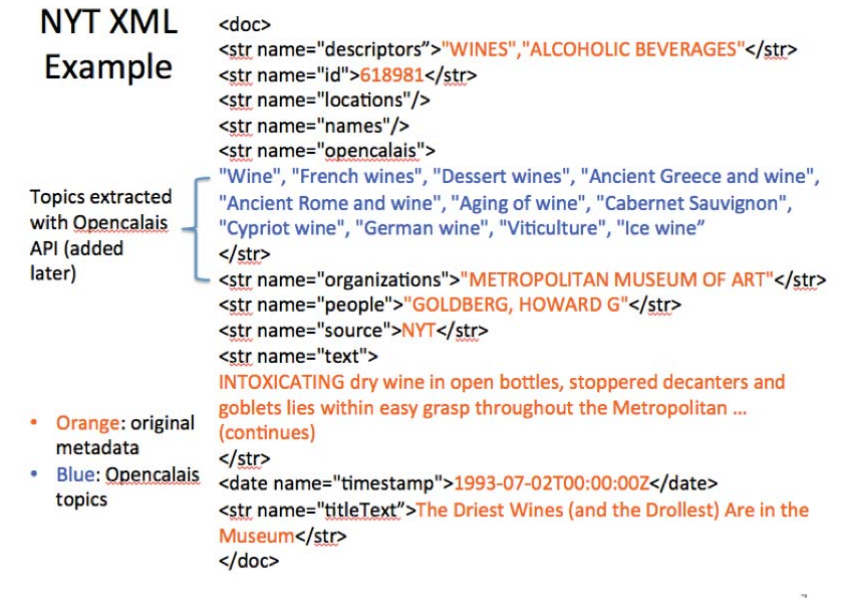 NYT XML
Example
<doc>
<str name="descriptors”>"WINES","ALCOHOLIC BEVERAGES"</str>
<str name="id">618981</str>
<str name="locations"/>
<str name="names"/>
<str name="opencalais">
"Wine", "French wines", "Dessert wines", "Ancient Greece and wine",
"Ancient Rome and wine", "Aging of wine", "Cabernet Sauvignon",
"Cypriot wine", "German wine", "Viticulture", "Ice wine”
</str>
<str name="organizations">"METROPOLITAN MUSEUM OF ART"</str>
<str name="people">"GOLDBERG, HOWARD G"</str>
<str name="source">NYT</str>
<str name="text">
INTOXICATING dry wine in open bottles, stoppered decanters and
goblets lies within easy grasp throughout the Metropolitan ...
(continues)
</str>
<date name="timestamp">1993-07-02T00:00:00Z</date>
<str name="titleText”>The Driest Wines (and the Drollest) Are in the
Museum</str>
</doc>
Topics extracted
with Opencalais
API (added
later)
• Orange: original
metadata
• Blue: Opencalais
topics